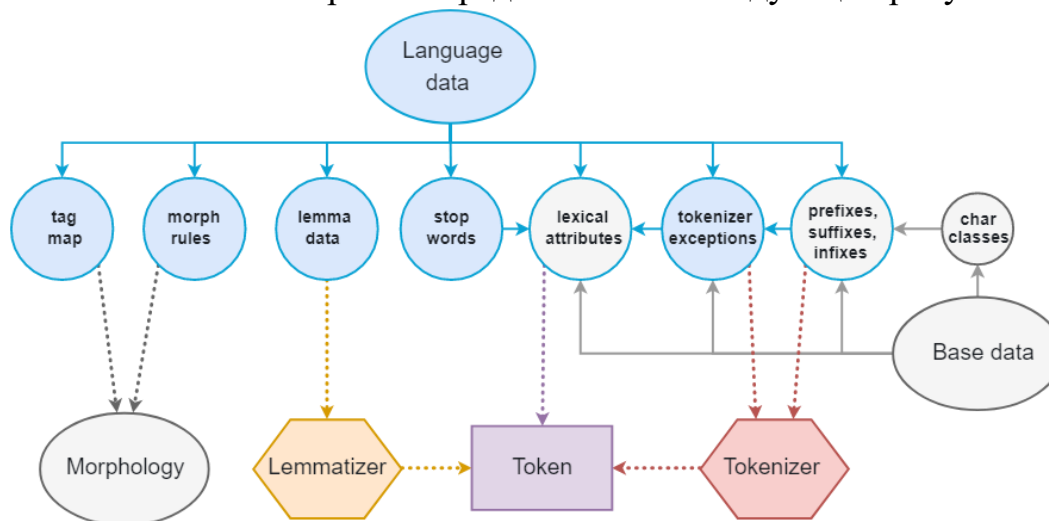 Language
data
tag
map
morph
rules
lemma
data
stop
words
lexical
attributes
tokenizer
exceptions
prefixes,
suffixes,
infixes
char
classes
Base data
Morphology
Lemmatizer
Token
Tokenizer